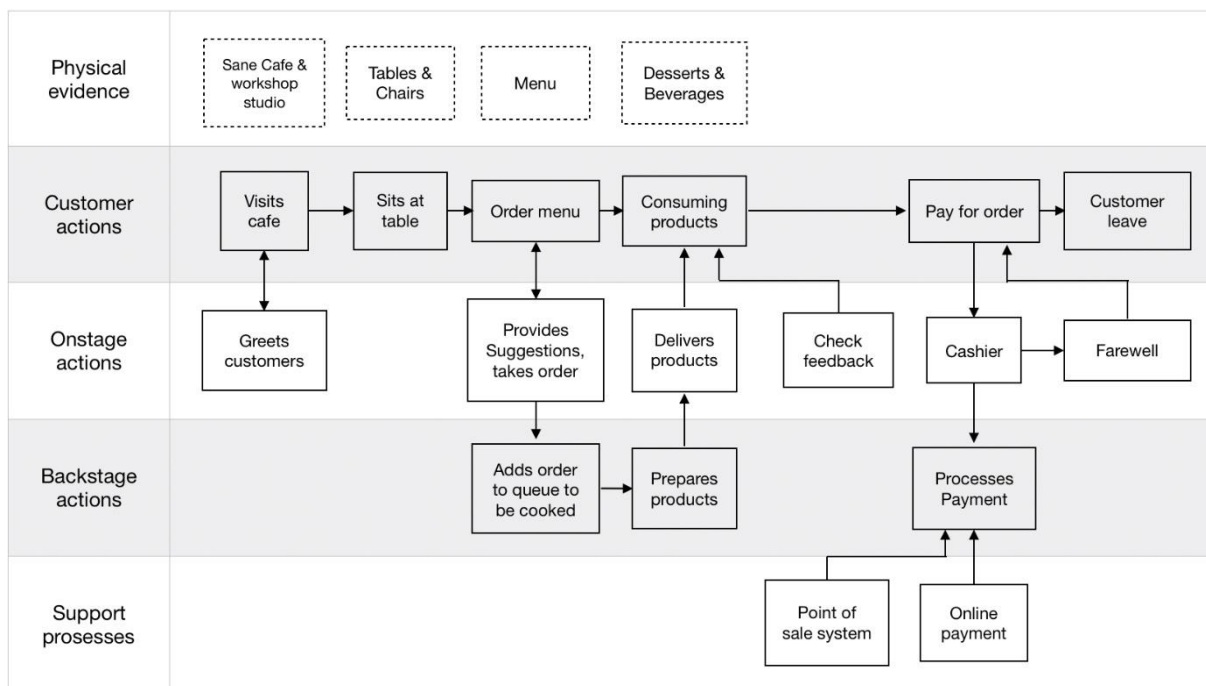 Physical
evidence
Sane Cafe &
workshop
studio
Tables &
Chairs
Menu
Desserts &
Beverages
Customer
actions
Visits
cafe
Sits at
table
Order menu
Consuming
products
Pay for order
Customer
leave
Onstage
actions
Greets
customers
Provides
Suggestions,
takes order
Delivers
products
Check
feedback
Cashier
Farewell
Backstage
actions
Adds order
to queue to
be cooked
Prepares
products
Processes
Payment
Support
prosesses
Point of
sale system
Online
payment